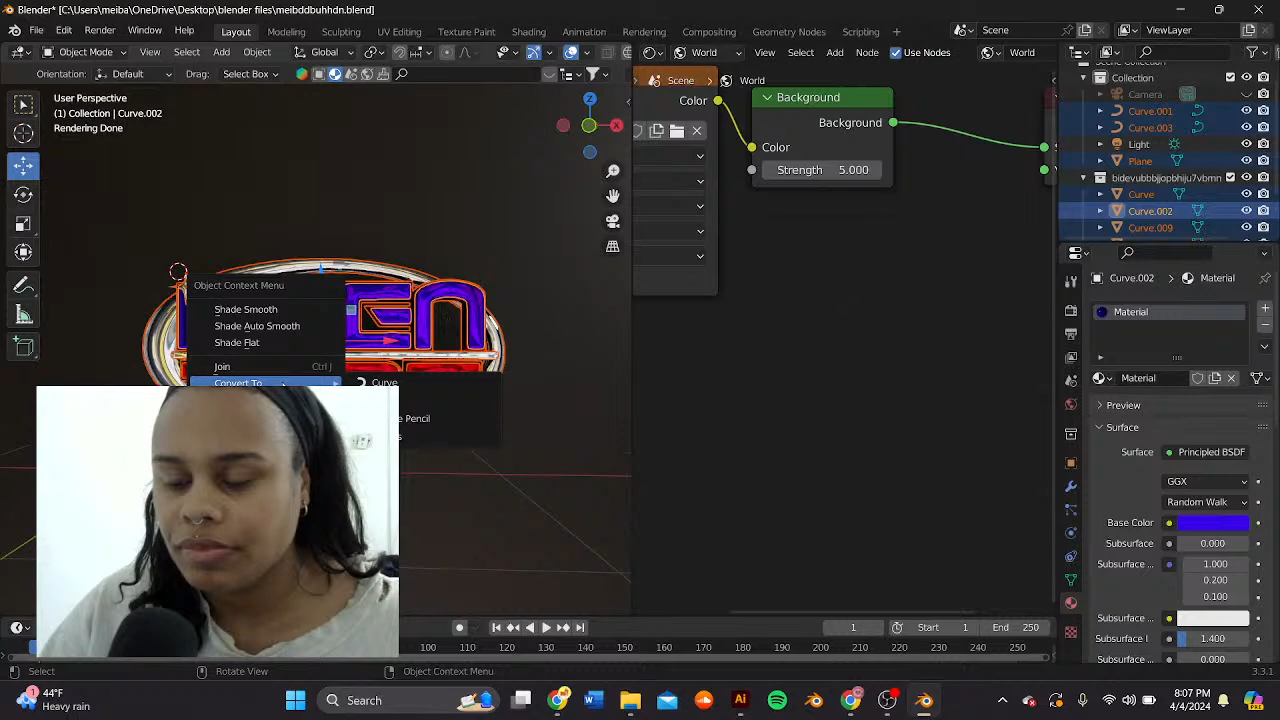 Blender* [C:\Users\meiba\OneDrive\Desktop\blender files\meibddbuhhdn.blend]
File Edit Render Window Help Layout Modeling Sculpting UV Editing Texture Paint Shading Animation Rendering Compositing Geometry Nodes Scripting Scene ViewLayer
Object Mode View Select Add Object Global World View Select Add Node Use Nodes World
Orientation: Default Drag: Select Box Scene World
User Perspective
(1) Collection | Curve.002
Rendering Done
Z
X
Color
Background
Background
Color
Strength 5.000
Collection
Camera
Curve.001
Curve.003
Light
Plane
bidevubbbjjopbhiju7vbmnn
Curve
Curve.002
Curve.009
Object Context Menu
Shade Smooth
Shade Auto Smooth
Shade Flat
Join Ctrl J
Convert To
Curve
e Pencil
Curve.002 Material
Material
Material
Preview
Surface
Surface Principled BSDF
GGX
Random Walk
Base Color
Subsurface 0.000
Subsurface ... 1.000
0.200
0.100
Subsurface ...
Subsurface I 1.400
0.000
1 Start 1 End 250
100 110 120 130 140 150 160 170 180 190 200 210 220 230 240 250
Select Rotate View Object Context Menu 3.3.1
1
44°F
Heavy rain
Search
8:07 PM
4/4/2024